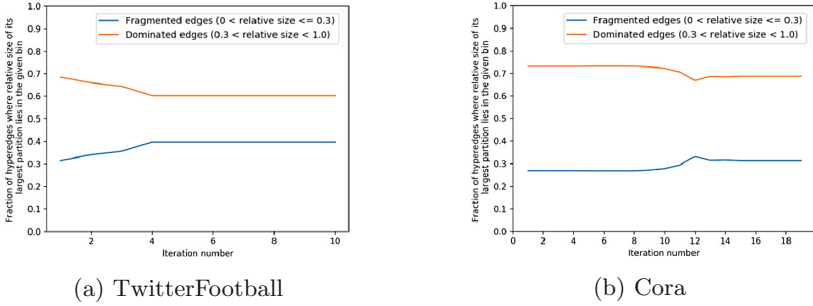 Fraction of hyperedges where relative size of its
largest partition lies in the given bin
1.0
0.9
0.8
0.7
0.6
0.5
0.4
0.3
0.2
0.1
0.0
Fragmented edges (0 < relative size <= 0.3)
Dominated edges (0.3 < relative size < 1.0)
2 4 6 8 10
Iteration number
(a) TwitterFootball
Fraction of hyperedges where relative size of its
largest partition lies in the given bin
1.0
0.9
0.8
0.7
0.6
0.5
0.4
0.3
0.2
0.1
0.0
Fragmented edges (0 < relative size <= 0.3)
Dominated edges (0.3 < relative size < 1.0)
0 2 4 6 8 10 12 14 16 18
Iteration number
(b) Cora